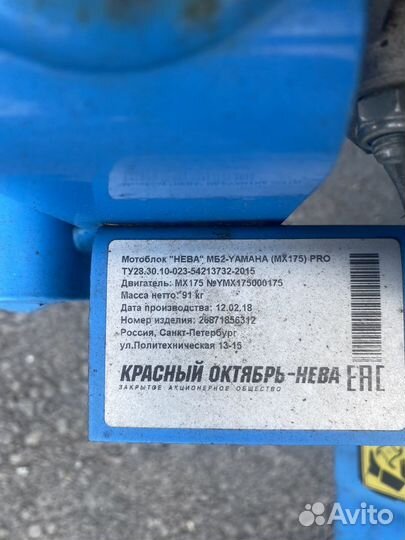 Мотоблок "НЕВА" МБ2-YAMAHA (MX175) PRO
ТУ28.30.10-023-54213732-2015
Двигатель: MX175 №YMX175000175
Масса нетто: 91 kг
Дата производства: 12.02.18
Номер изделия: 26871856312
Россия, Санкт-Петербург
ул.Политехническая 13-15
КРАСНЫЙ ОКТЯБРЬ-НЕВА EAC
ЗАКРЫТОЕ АКЦИОНЕРНОЕ ОБЩЕСТВО
Avito